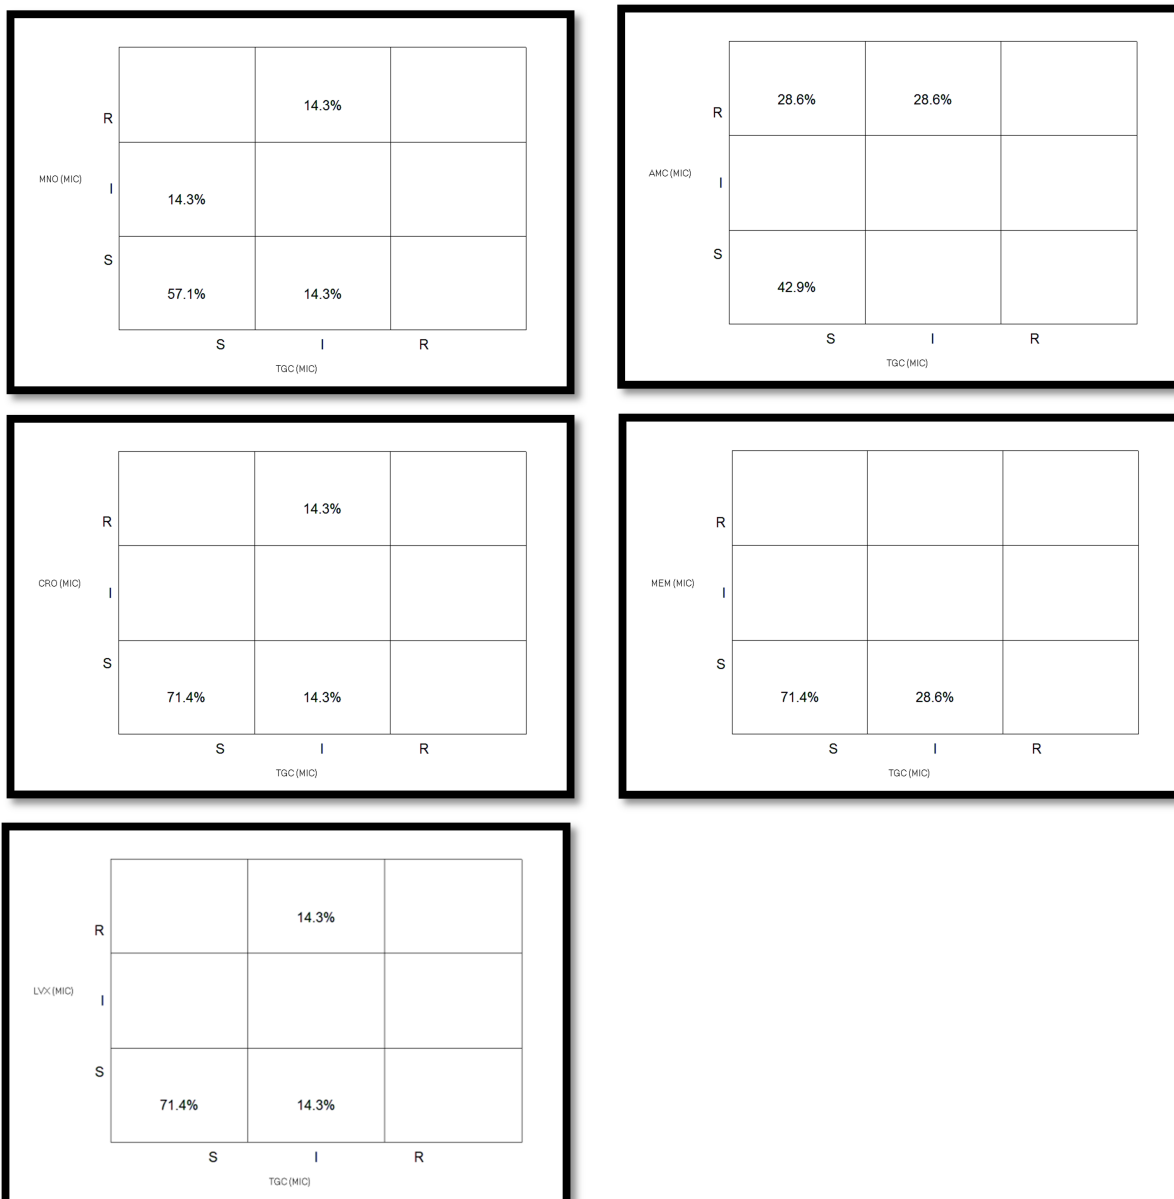 R 14.3%
MNO (MIC) I 14.3%
S 57.1% 14.3%
S I R
TGC (MIC)
R 28.6% 28.6%
AMC (MIC) I
S 42.9%
S I R
TGC (MIC)
R 14.3%
CRO (MIC) I
S 71.4% 14.3%
S I R
TGC (MIC)
R
MEM (MIC) I
S 71.4% 28.6%
S I R
TGC (MIC)
R 14.3%
LVX (MIC) I
S 71.4% 14.3%
S I R
TGC (MIC)